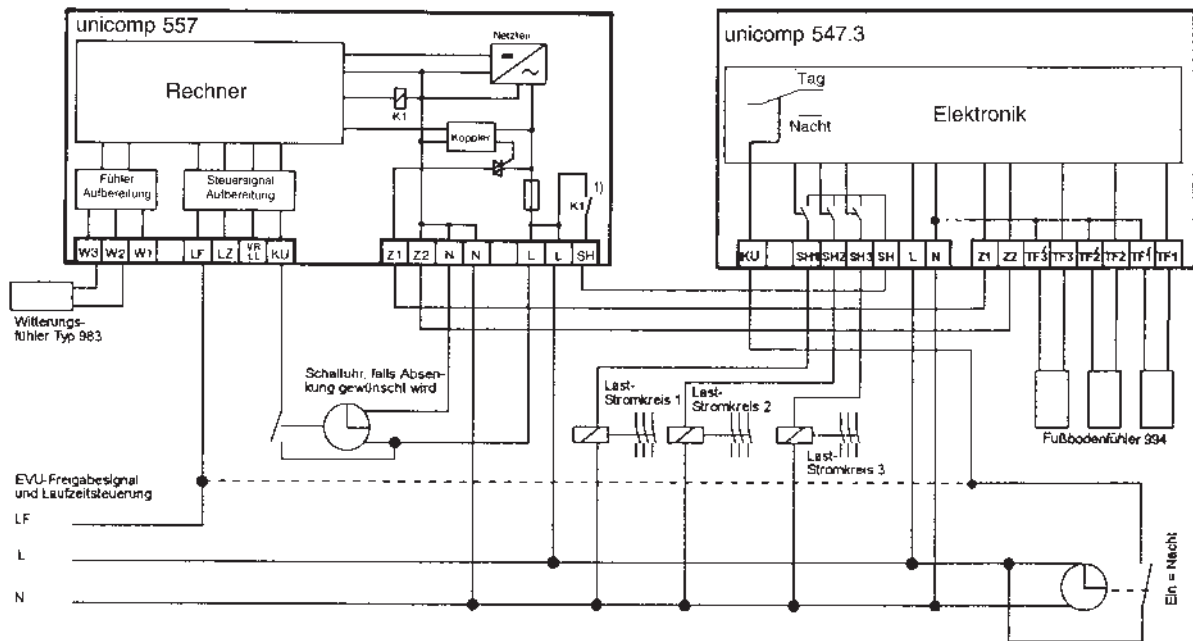 unicomp 557
Rechner
Netzteil
K1
Koppler
K1
1)
Fühler
Aufbereitung
Steuersignal
Aufbereitung
W3 W2 W1 LF LZ VR LL KU
Z1 Z2 N N L L SH
unicomp 547.3
Tag
Nacht
Elektronik
KU SH1 SH2 SH3 SH L N
Z1 Z2 TF3' TF3 TF2' TF2 TF1' TF1
Witterungs-
fühler Typ 983
Schaltuhr, falls Absen-
kung gewünscht wird
Last-
Stromkreis 1
Last-
Stromkreis 2
Last-
Stromkreis 3
Fußbodenfühler 994
EVU-Freigabesignal
und Laufzeitsteuerung
LF
L
N
Ein = Nacht